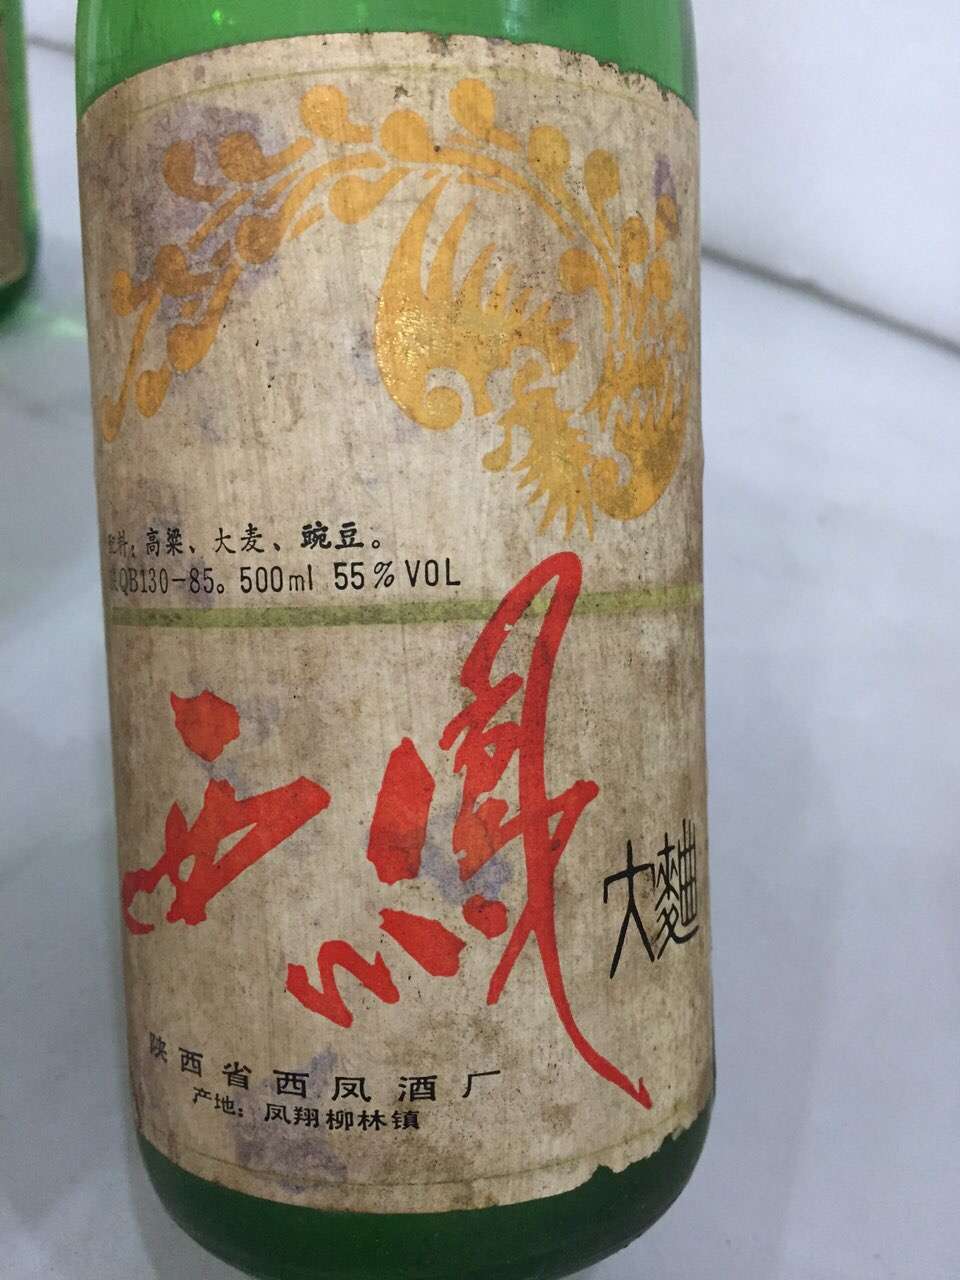 料:高粱、大麦、豌豆。
QB130-85。500ml 55%VOL
西鳳
大麯
陕西省西凤酒厂
产地:凤翔柳林镇